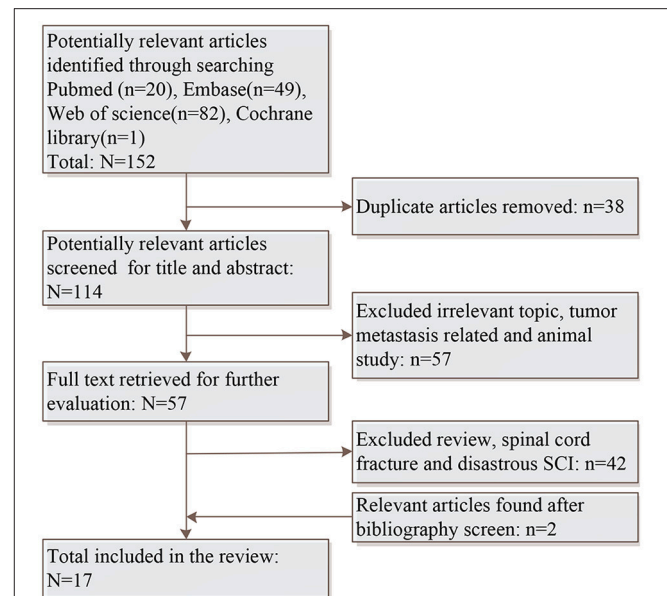 Potentially relevant articles
identified through searching
Pubmed (n=20), Embase(n=49),
Web of science(n=82), Cochrane
library(n=1)
Total: N=152
Duplicate articles removed: n=38
Potentially relevant articles
screened for title and abstract:
N=114
Excluded irrelevant topic, tumor
metastasis related and animal
study: n=57
Full text retrieved for further
evaluation: N=57
Excluded review, spinal cord
fracture and disastrous SCI: n=42
Relevant articles found after
bibliography screen: n=2
Total included in the review:
N=17